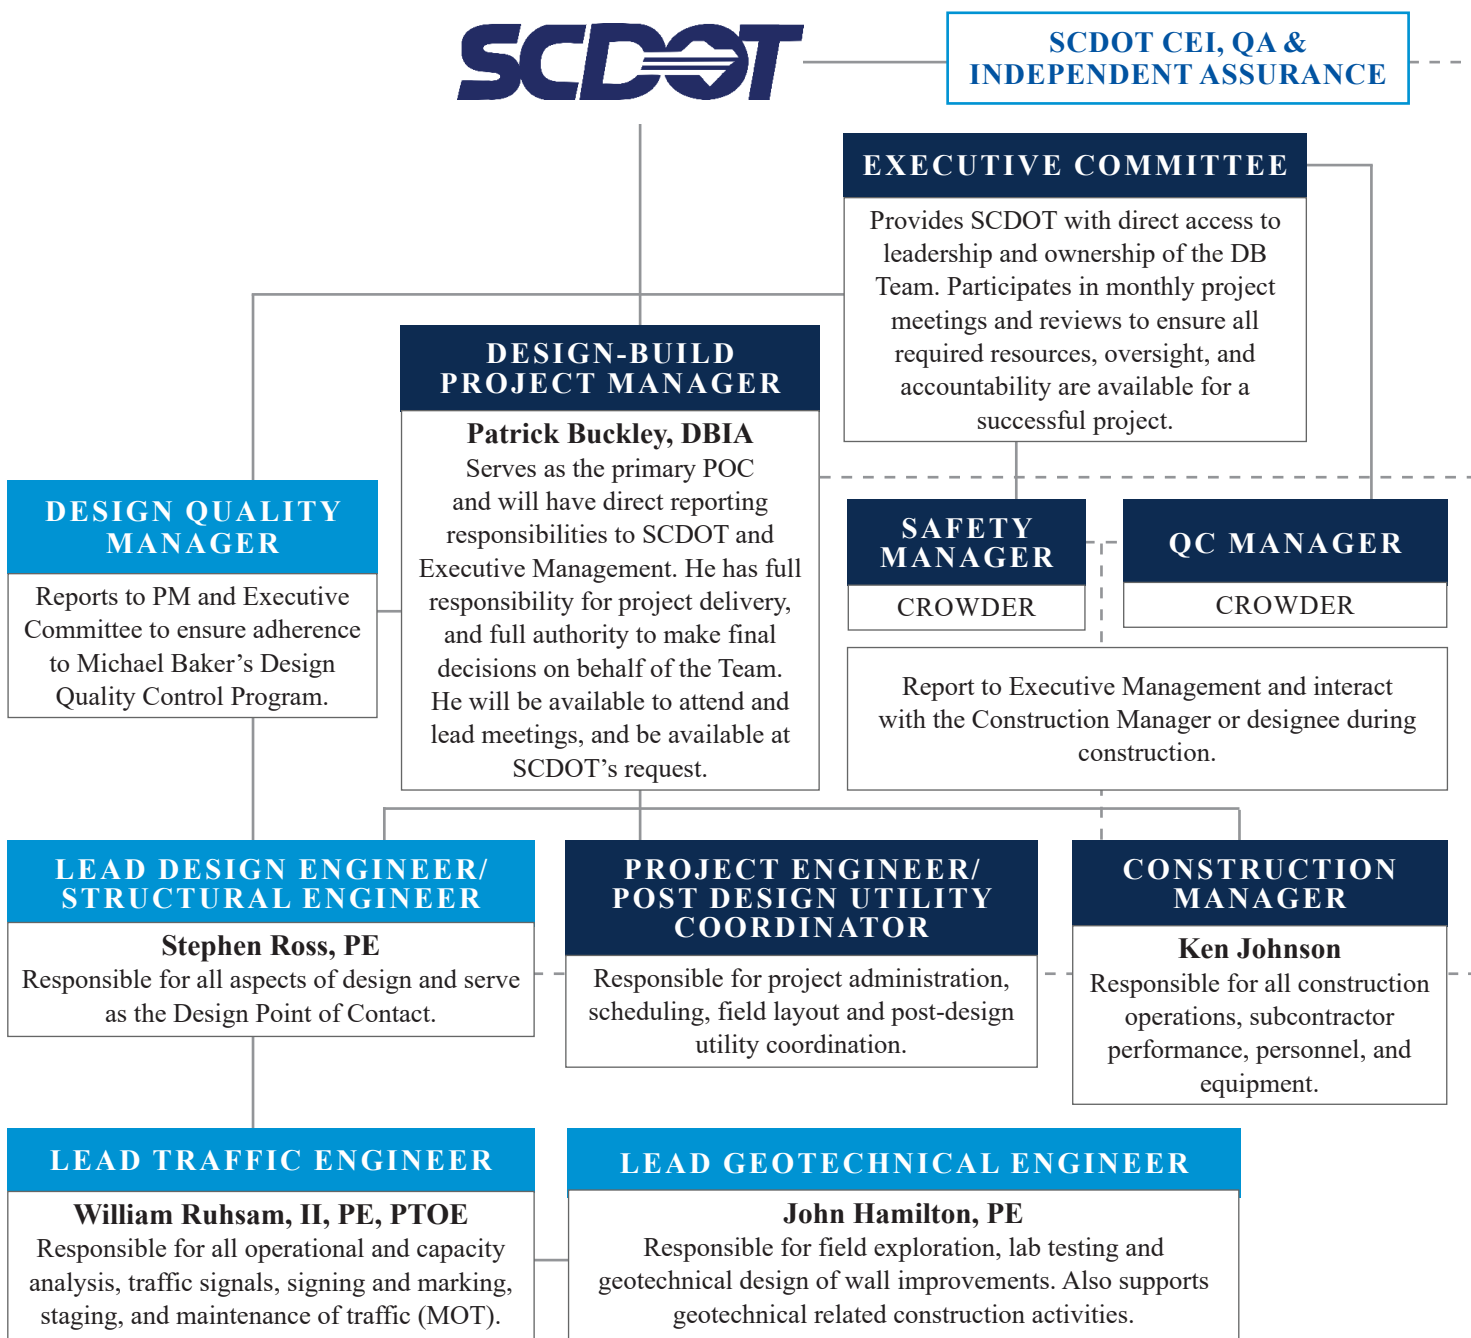 SCDOT
SCDOT CEI, QA &
INDEPENDENT ASSURANCE
EXECUTIVE COMMITTEE
Provides SCDOT with direct access to
leadership and ownership of the DB
Team. Participates in monthly project
meetings and reviews to ensure all
required resources, oversight, and
accountability are available for a
successful project.
DESIGN-BUILD
PROJECT MANAGER
Patrick Buckley, DBIA
Serves as the primary POC
and will have direct reporting
responsibilities to SCDOT and
Executive Management. He has full
responsibility for project delivery,
and full authority to make final
decisions on behalf of the Team.
He will be available to attend and
lead meetings, and be available at
SCDOT’s request.
DESIGN QUALITY
MANAGER
Reports to PM and Executive
Committee to ensure adherence
to Michael Baker’s Design
Quality Control Program.
SAFETY
MANAGER
CROWDER
QC MANAGER
CROWDER
Report to Executive Management and interact
with the Construction Manager or designee during
construction.
LEAD DESIGN ENGINEER/
STRUCTURAL ENGINEER
Stephen Ross, PE
Responsible for all aspects of design and serve
as the Design Point of Contact.
PROJECT ENGINEER/
POST DESIGN UTILITY
COORDINATOR
Responsible for project administration,
scheduling, field layout and post-design
utility coordination.
CONSTRUCTION
MANAGER
Ken Johnson
Responsible for all construction
operations, subcontractor
performance, personnel, and
equipment.
LEAD TRAFFIC ENGINEER
William Ruhsam, II, PE, PTOE
Responsible for all operational and capacity
analysis, traffic signals, signing and marking,
staging, and maintenance of traffic (MOT).
LEAD GEOTECHNICAL ENGINEER
John Hamilton, PE
Responsible for field exploration, lab testing and
geotechnical design of wall improvements. Also supports
geotechnical related construction activities.